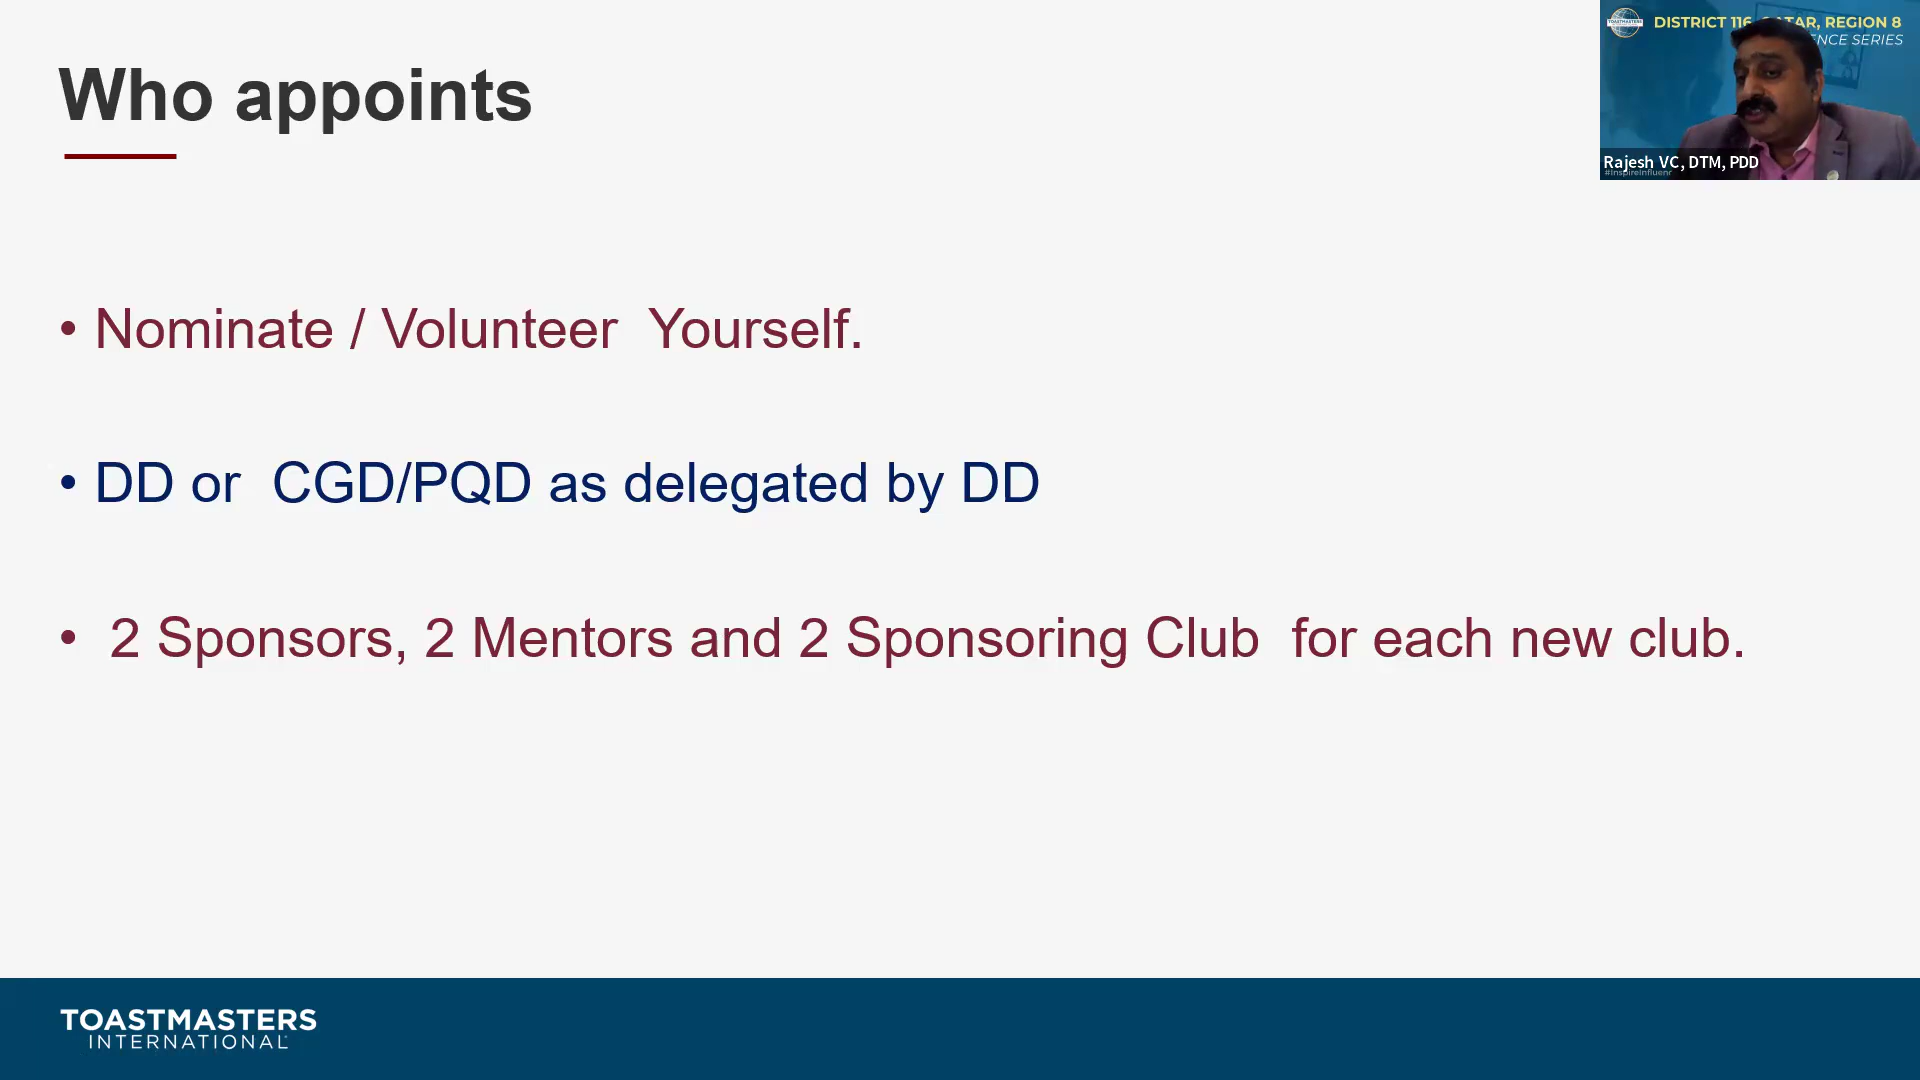 Who appoints
DISTRICT 116, QATAR, REGION 8
ENCE SERIES
Rajesh VC, DTM, PDD
• Nominate / Volunteer  Yourself.
• DD or  CGD/PQD as delegated by DD
•  2 Sponsors, 2 Mentors and 2 Sponsoring Club  for each new club.
TOASTMASTERS
INTERNATIONAL